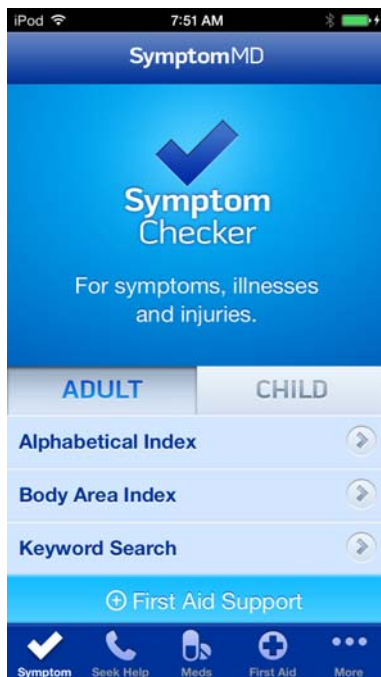 iPod 7:51 AM
SymptomMD
Symptom
Checker
For symptoms, illnesses
and injuries.
ADULT CHILD
Alphabetical Index
Body Area Index
Keyword Search
First Aid Support
Symptom Seek Help Meds First Aid More